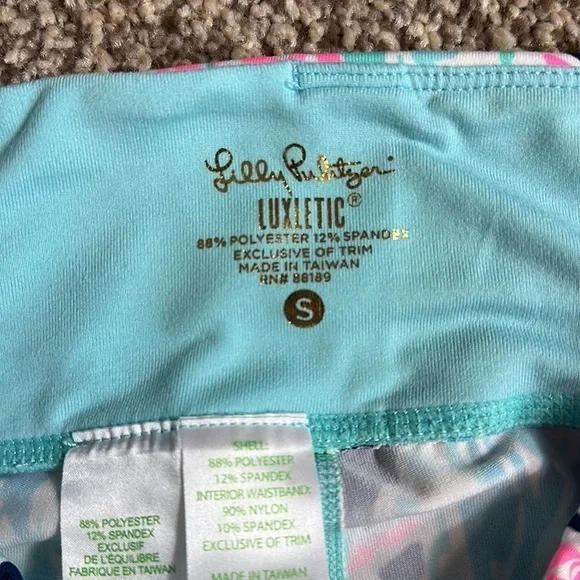 Lilly Pulitzer
LUXLETIC®
88% POLYESTER 12% SPANDEX
EXCLUSIVE OF TRIM
MADE IN TAIWAN
RN# 88189
S
88% POLYESTER
12% SPANDEX
EXCLUSIF
DE L'ÉQUILIBRE
FABRIQUE EN TAIWAN
SHELL:
88% POLYESTER
12% SPANDEX
INTERIOR WAISTBAND:
90% NYLON
10% SPANDEX
EXCLUSIVE OF TRIM
MADE IN TAIWAN